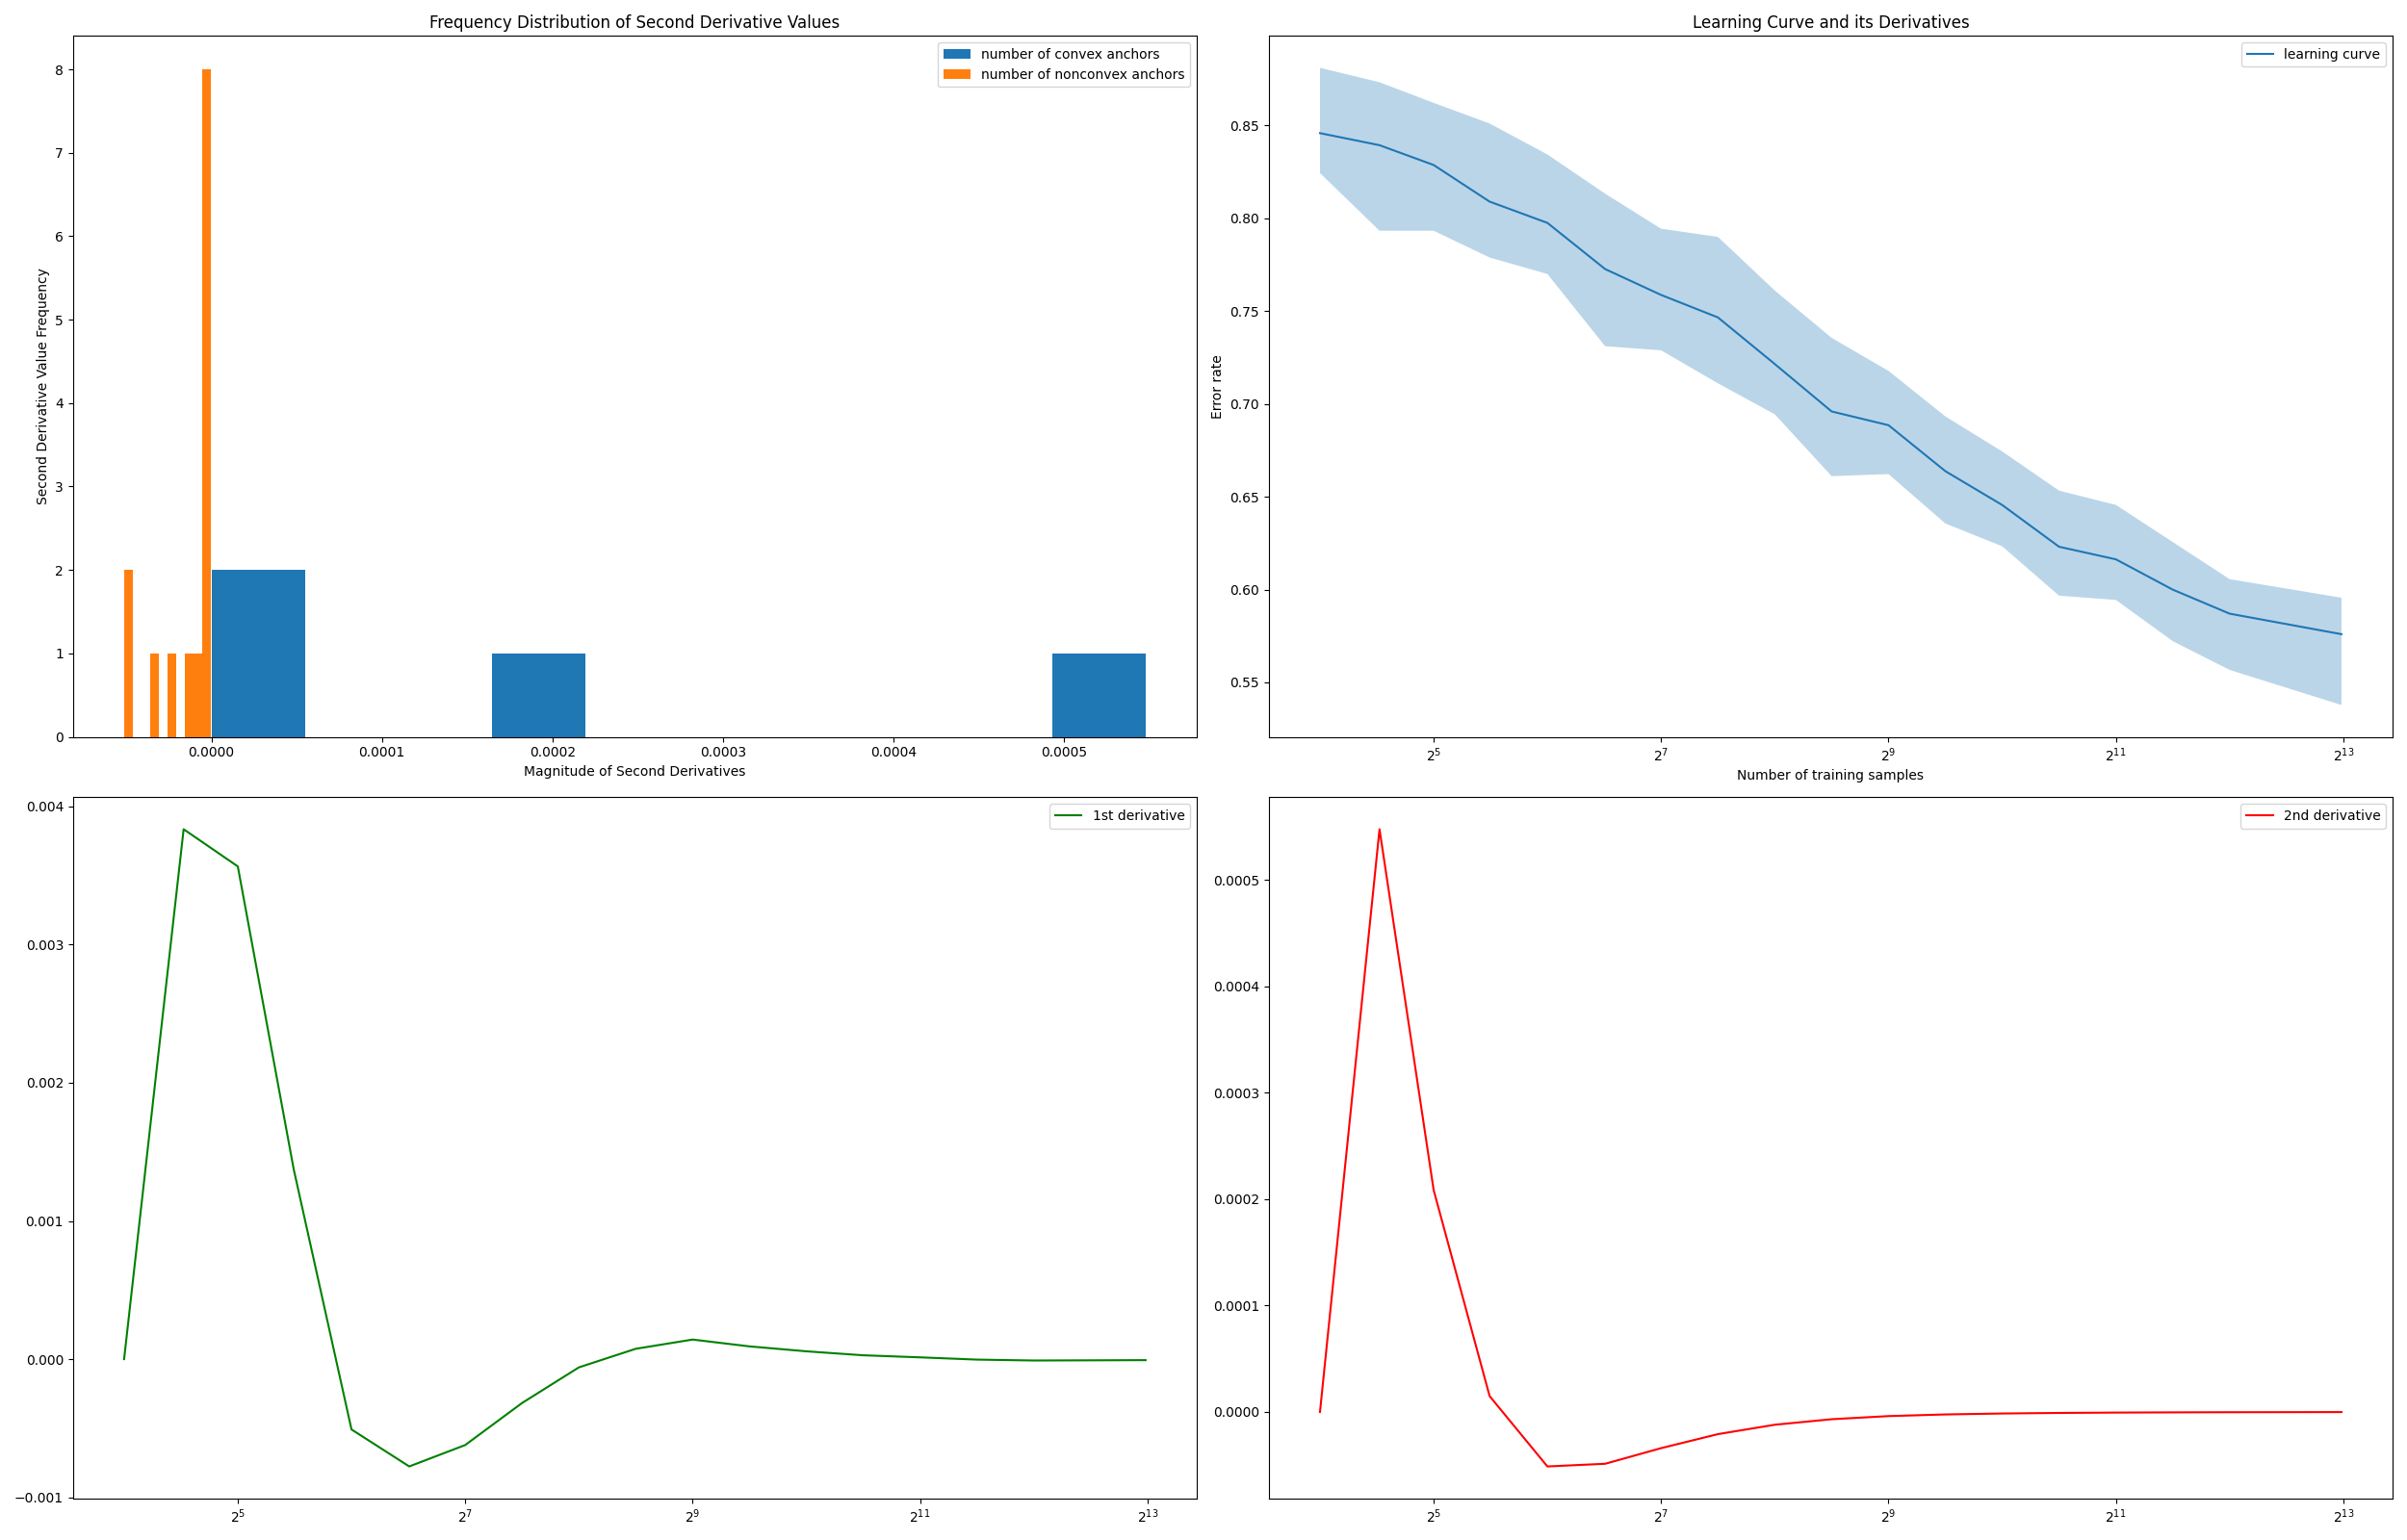 Frequency Distribution of Second Derivative Values
number of convex anchors
number of nonconvex anchors
8
7
6
5
4
3
2
1
0
Second Derivative Value Frequency
0.0000 0.0001 0.0002 0.0003 0.0004 0.0005
Magnitude of Second Derivatives
Learning Curve and its Derivatives
learning curve
0.85
0.80
0.75
0.70
0.65
0.60
0.55
Error rate
2^5 2^7 2^9 2^11 2^13
Number of training samples
1st derivative
0.004
0.003
0.002
0.001
0.000
−0.001
2^5 2^7 2^9 2^11 2^13
2nd derivative
0.0005
0.0004
0.0003
0.0002
0.0001
0.0000
2^5 2^7 2^9 2^11 2^13